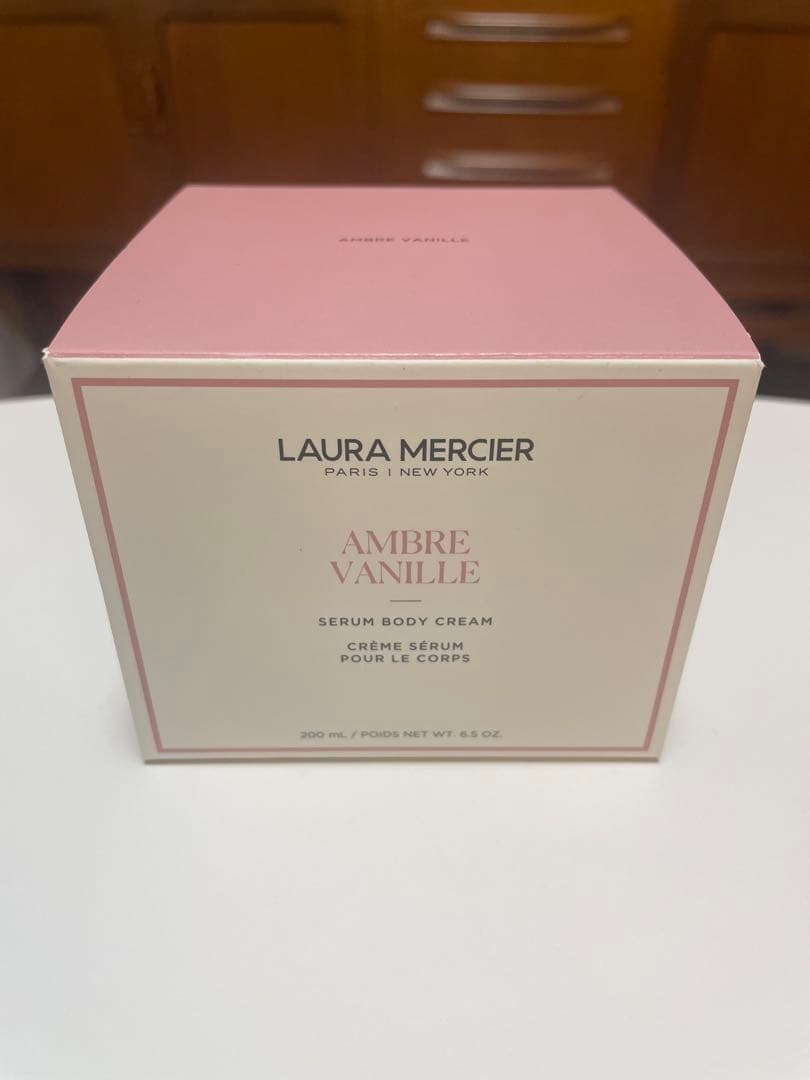 AMBRE VANILLE
LAURA MERCIER
PARIS | NEW YORK
AMBRE
VANILLE
SERUM BODY CREAM
CRÈME SÉRUM
POUR LE CORPS
200 mL / POIDS NET WT. 6.5 OZ.